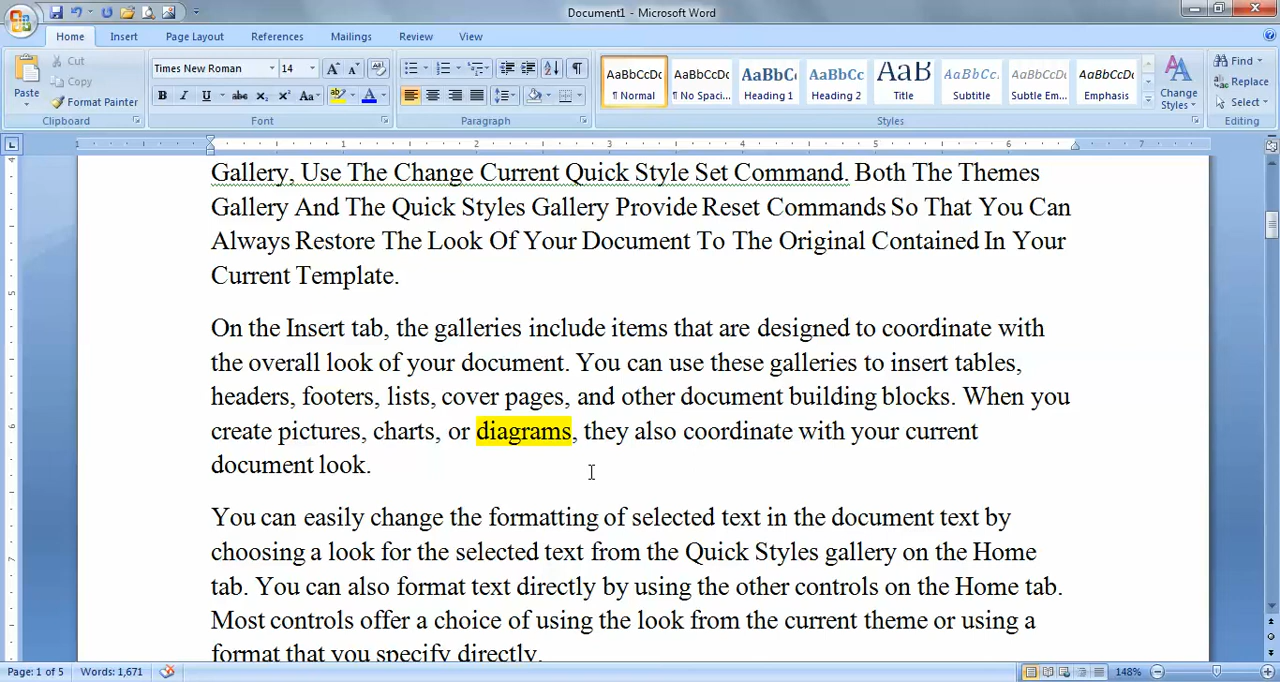 Document1 - Microsoft Word
Home Insert Page Layout References Mailings Review View
Paste
Cut
Copy
Format Painter
Clipboard
Times New Roman 14
Font
Paragraph
AaBbCcDc AaBbCcDc AaBbC AaBbCc AaB AaBbCc. AaBbCcDc AaBbCcDc
¶ Normal ¶ No Spaci... Heading 1 Heading 2 Title Subtitle Subtle Em... Emphasis
Change Styles
Styles
Find
Replace
Select
Editing
1 1 2 3 4 5 6 7
Gallery, Use The Change Current Quick Style Set Command. Both The Themes
Gallery And The Quick Styles Gallery Provide Reset Commands So That You Can
Always Restore The Look Of Your Document To The Original Contained In Your
Current Template.
On the Insert tab, the galleries include items that are designed to coordinate with
the overall look of your document. You can use these galleries to insert tables,
headers, footers, lists, cover pages, and other document building blocks. When you
create pictures, charts, or diagrams, they also coordinate with your current
document look.
You can easily change the formatting of selected text in the document text by
choosing a look for the selected text from the Quick Styles gallery on the Home
tab. You can also format text directly by using the other controls on the Home tab.
Most controls offer a choice of using the look from the current theme or using a
format that you specify directly.
Page: 1 of 5 Words: 1,671 148%